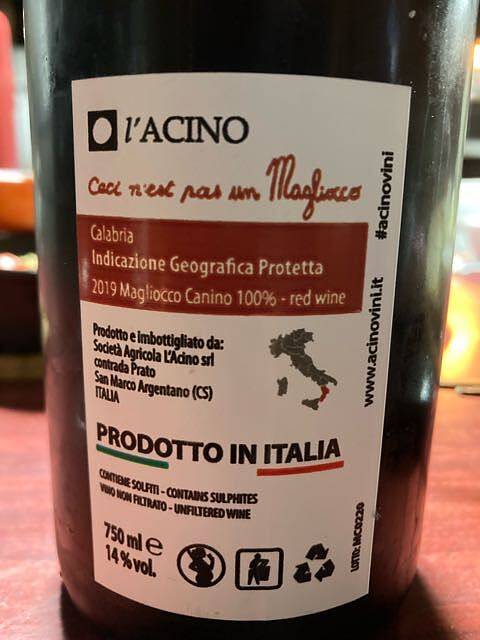 l'ACINO
Ceci n'est pas un Magliocco
Calabria
Indicazione Geografica Protetta
2019 Magliocco Canino 100% - red wine
Prodotto e imbottigliato da:
Società Agricola L'Acino srl
contrada Prato
San Marco Argentano (CS)
ITALIA
PRODOTTO IN ITALIA
CONTIENE SOLFITI - CONTAINS SULPHITES
VINO NON FILTRATO - UNFILTERED WINE
750 ml e
14 % vol.
#acinovini
www.acinovini.it
LOTTO: MC0220